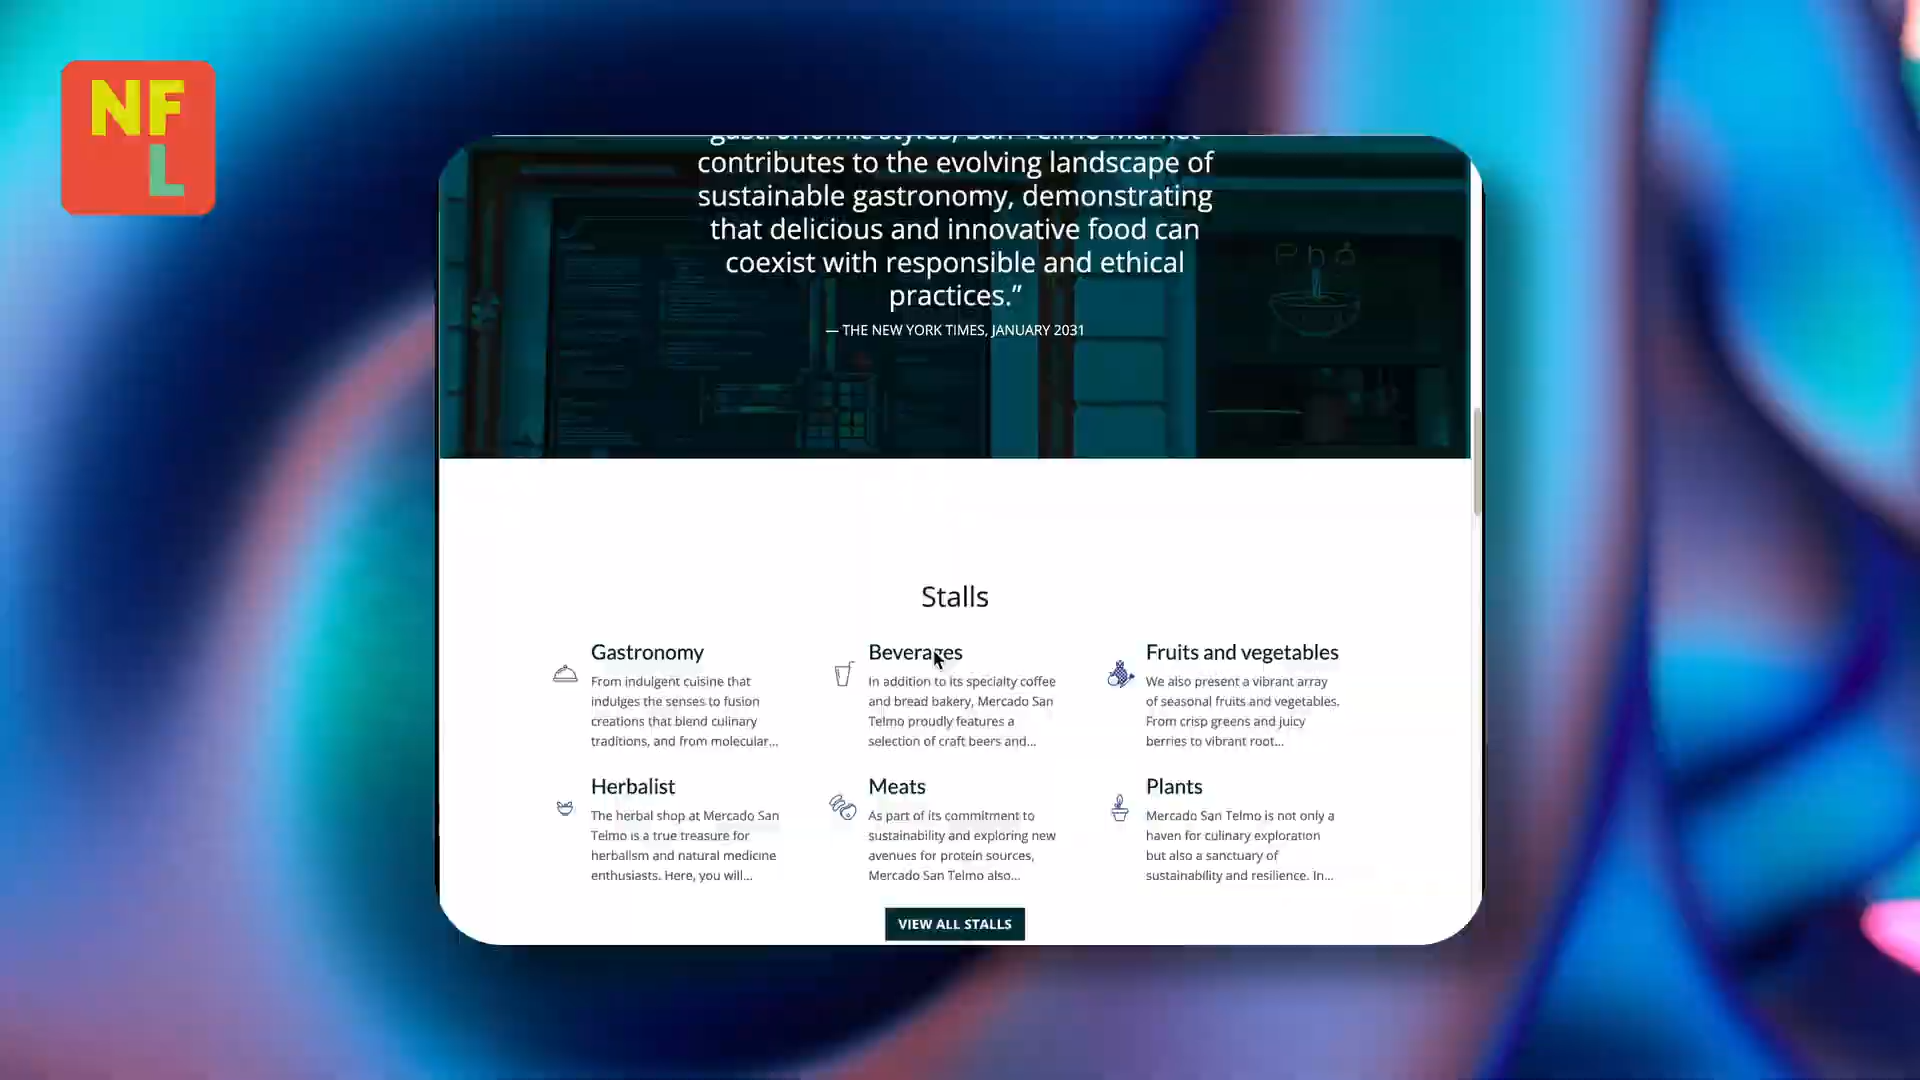 NF
L
gastronomic styles, San Telmo Market
contributes to the evolving landscape of
sustainable gastronomy, demonstrating
that delicious and innovative food can
coexist with responsible and ethical
practices.”
— THE NEW YORK TIMES, JANUARY 2031
Phở
Stalls
Gastronomy
From indulgent cuisine that
indulges the senses to fusion
creations that blend culinary
traditions, and from molecular...
Beverages
In addition to its specialty coffee
and bread bakery, Mercado San
Telmo proudly features a
selection of craft beers and...
Fruits and vegetables
We also present a vibrant array
of seasonal fruits and vegetables.
From crisp greens and juicy
berries to vibrant root...
Herbalist
The herbal shop at Mercado San
Telmo is a true treasure for
herbalism and natural medicine
enthusiasts. Here, you will...
Meats
As part of its commitment to
sustainability and exploring new
avenues for protein sources,
Mercado San Telmo also...
Plants
Mercado San Telmo is not only a
haven for culinary exploration
but also a sanctuary of
sustainability and resilience. In...
VIEW ALL STALLS